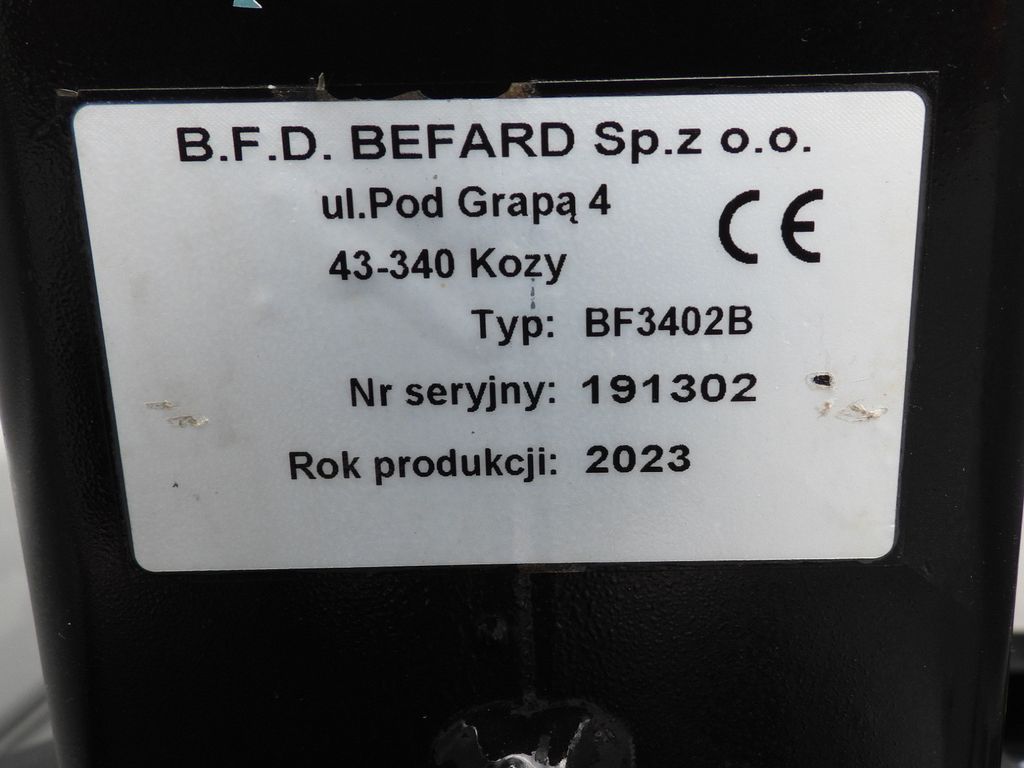 B.F.D. BEFARD Sp.z o.o.
ul.Pod Grapą 4
CE
43-340 Kozy
Typ: BF3402B
Nr seryjny: 191302
Rok produkcji: 2023